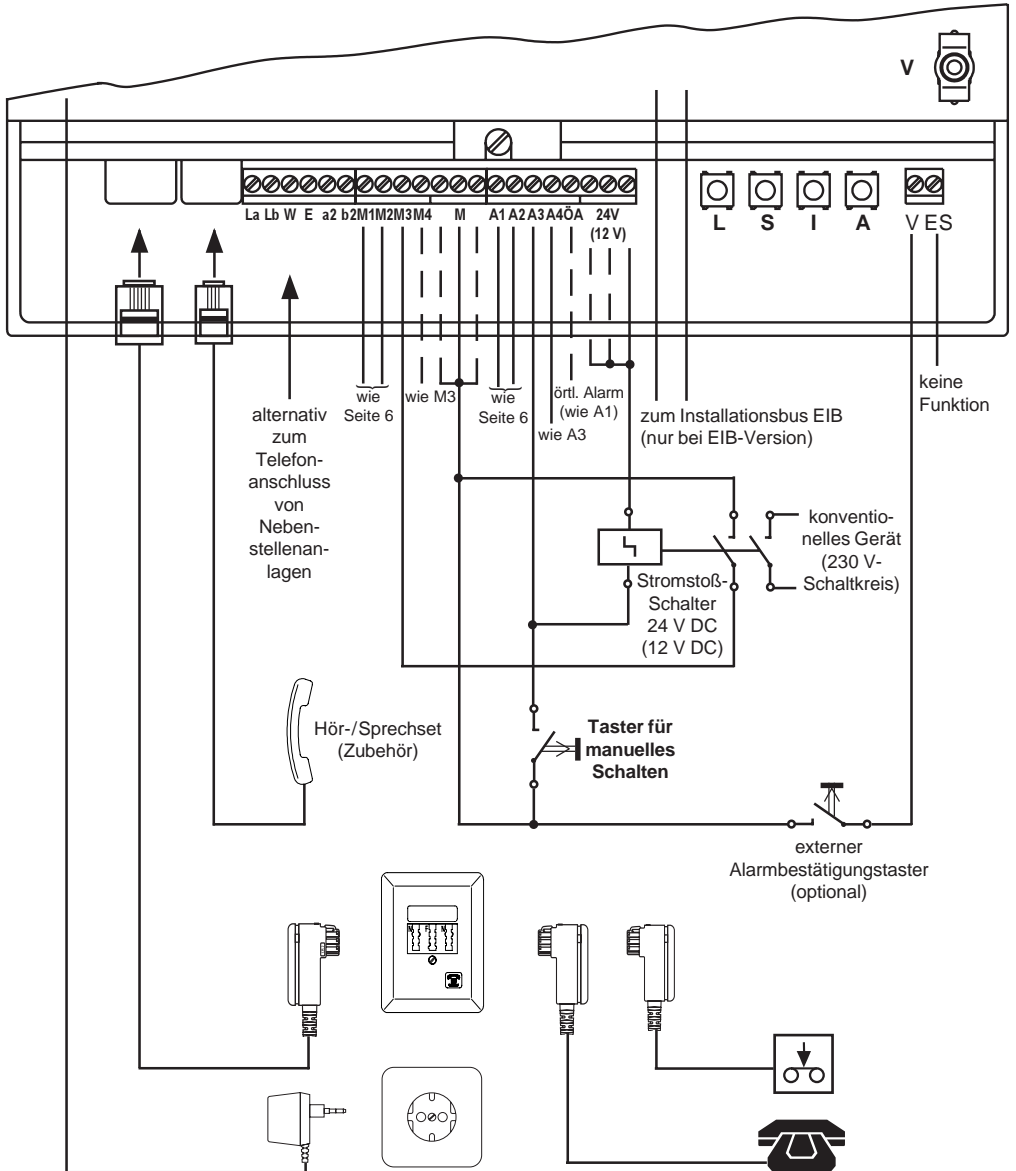 V
La Lb W E a2 b2 M1 M2 M3 M4 M A1 A2 A3 A4 ÖA 24V
(12 V)
L S I A V ES
alternativ
zum
Telefon-
anschluss
von
Neben-
stellenan-
lagen
wie
Seite 6
wie M3
wie
Seite 6
wie A3
örtl. Alarm
(wie A1)
zum Installationsbus EIB
(nur bei EIB-Version)
keine
Funktion
konventio-
nelles Gerät
(230 V-
Schaltkreis)
Stromstoß-
Schalter
24 V DC
(12 V DC)
Hör-/Sprechset
(Zubehör)
Taster für
manuelles
Schalten
externer
Alarmbestätigungstaster
(optional)
N F N